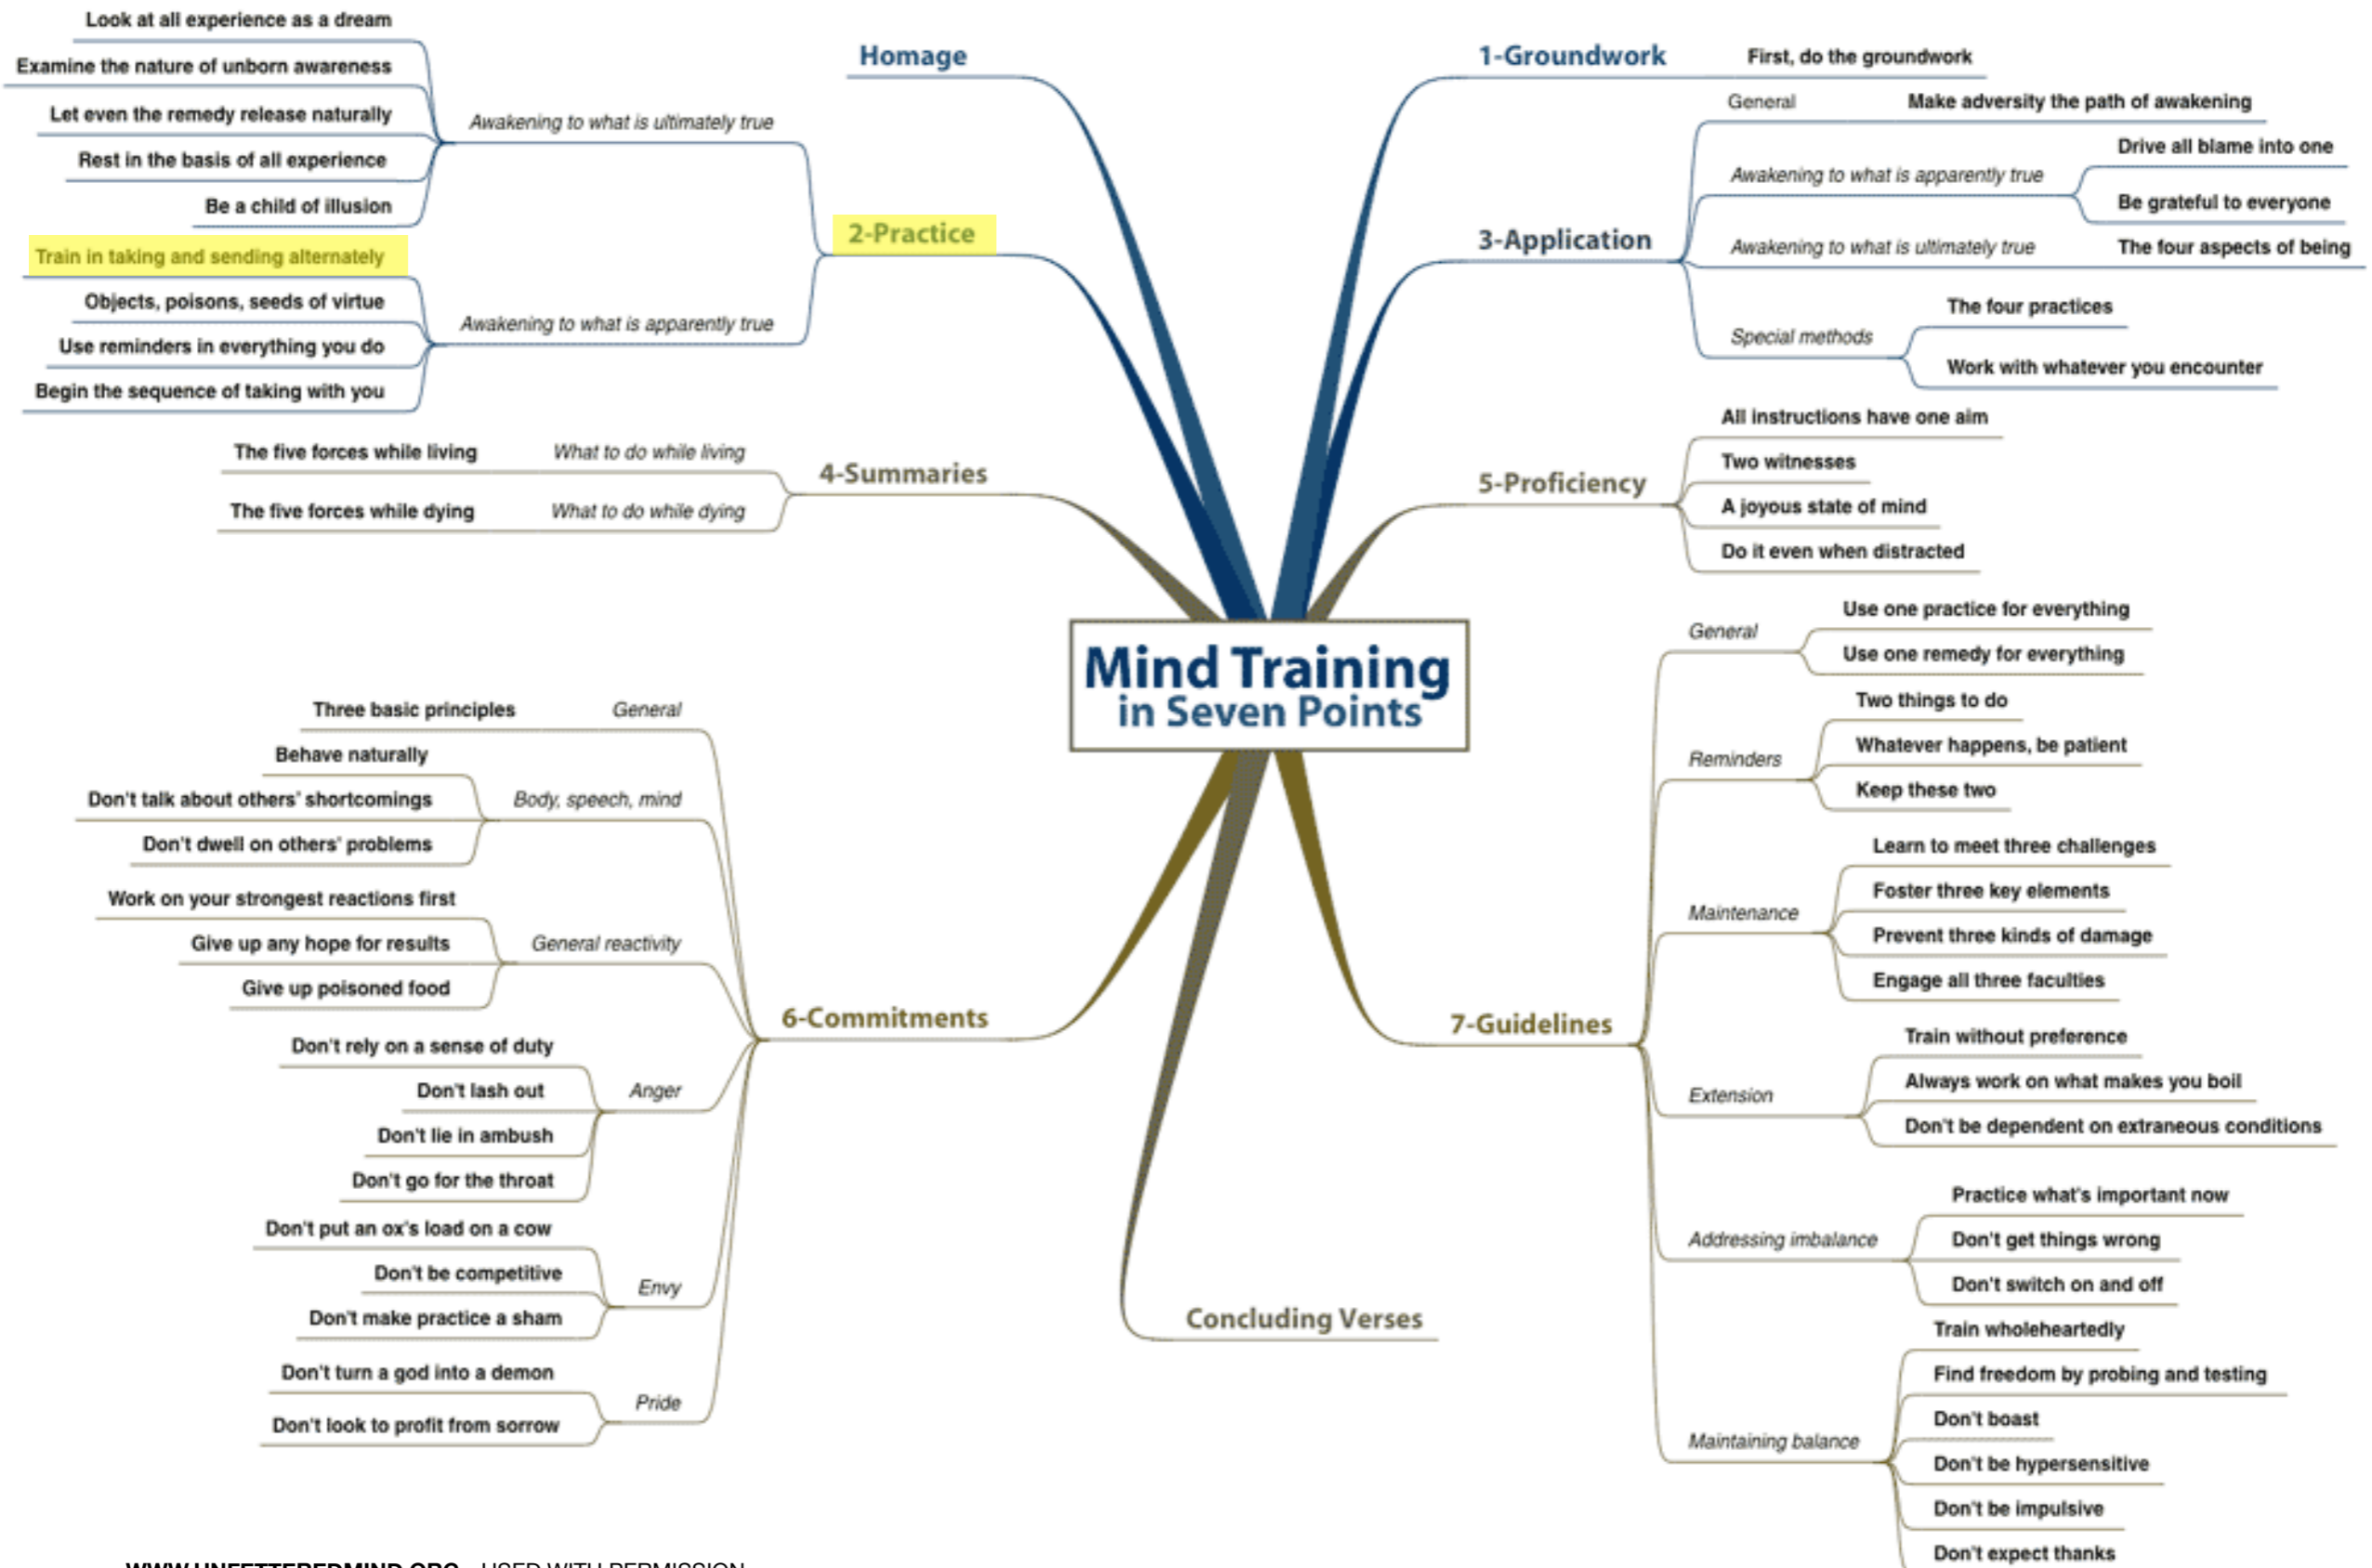 Mind Training
in Seven Points
Homage
1-Groundwork
First, do the groundwork
2-Practice
Awakening to what is ultimately true
Look at all experience as a dream
Examine the nature of unborn awareness
Let even the remedy release naturally
Rest in the basis of all experience
Be a child of illusion
Awakening to what is apparently true
Train in taking and sending alternately
Objects, poisons, seeds of virtue
Use reminders in everything you do
Begin the sequence of taking with you
3-Application
General
Make adversity the path of awakening
Awakening to what is apparently true
Drive all blame into one
Be grateful to everyone
Awakening to what is ultimately true
The four aspects of being
Special methods
The four practices
Work with whatever you encounter
4-Summaries
What to do while living
The five forces while living
What to do while dying
The five forces while dying
5-Proficiency
All instructions have one aim
Two witnesses
A joyous state of mind
Do it even when distracted
6-Commitments
General
Three basic principles
Body, speech, mind
Behave naturally
Don't talk about others' shortcomings
Don't dwell on others' problems
General reactivity
Work on your strongest reactions first
Give up any hope for results
Give up poisoned food
Anger
Don't rely on a sense of duty
Don't lash out
Don't lie in ambush
Don't go for the throat
Envy
Don't put an ox's load on a cow
Don't be competitive
Don't make practice a sham
Pride
Don't turn a god into a demon
Don't look to profit from sorrow
7-Guidelines
General
Use one practice for everything
Use one remedy for everything
Reminders
Two things to do
Whatever happens, be patient
Keep these two
Maintenance
Learn to meet three challenges
Foster three key elements
Prevent three kinds of damage
Engage all three faculties
Extension
Train without preference
Always work on what makes you boil
Don't be dependent on extraneous conditions
Addressing imbalance
Practice what's important now
Don't get things wrong
Don't switch on and off
Maintaining balance
Train wholeheartedly
Find freedom by probing and testing
Don't boast
Don't be hypersensitive
Don't be impulsive
Don't expect thanks
Concluding Verses
WWW.UNFETTEREDMIND.ORG - USED WITH PERMISSION